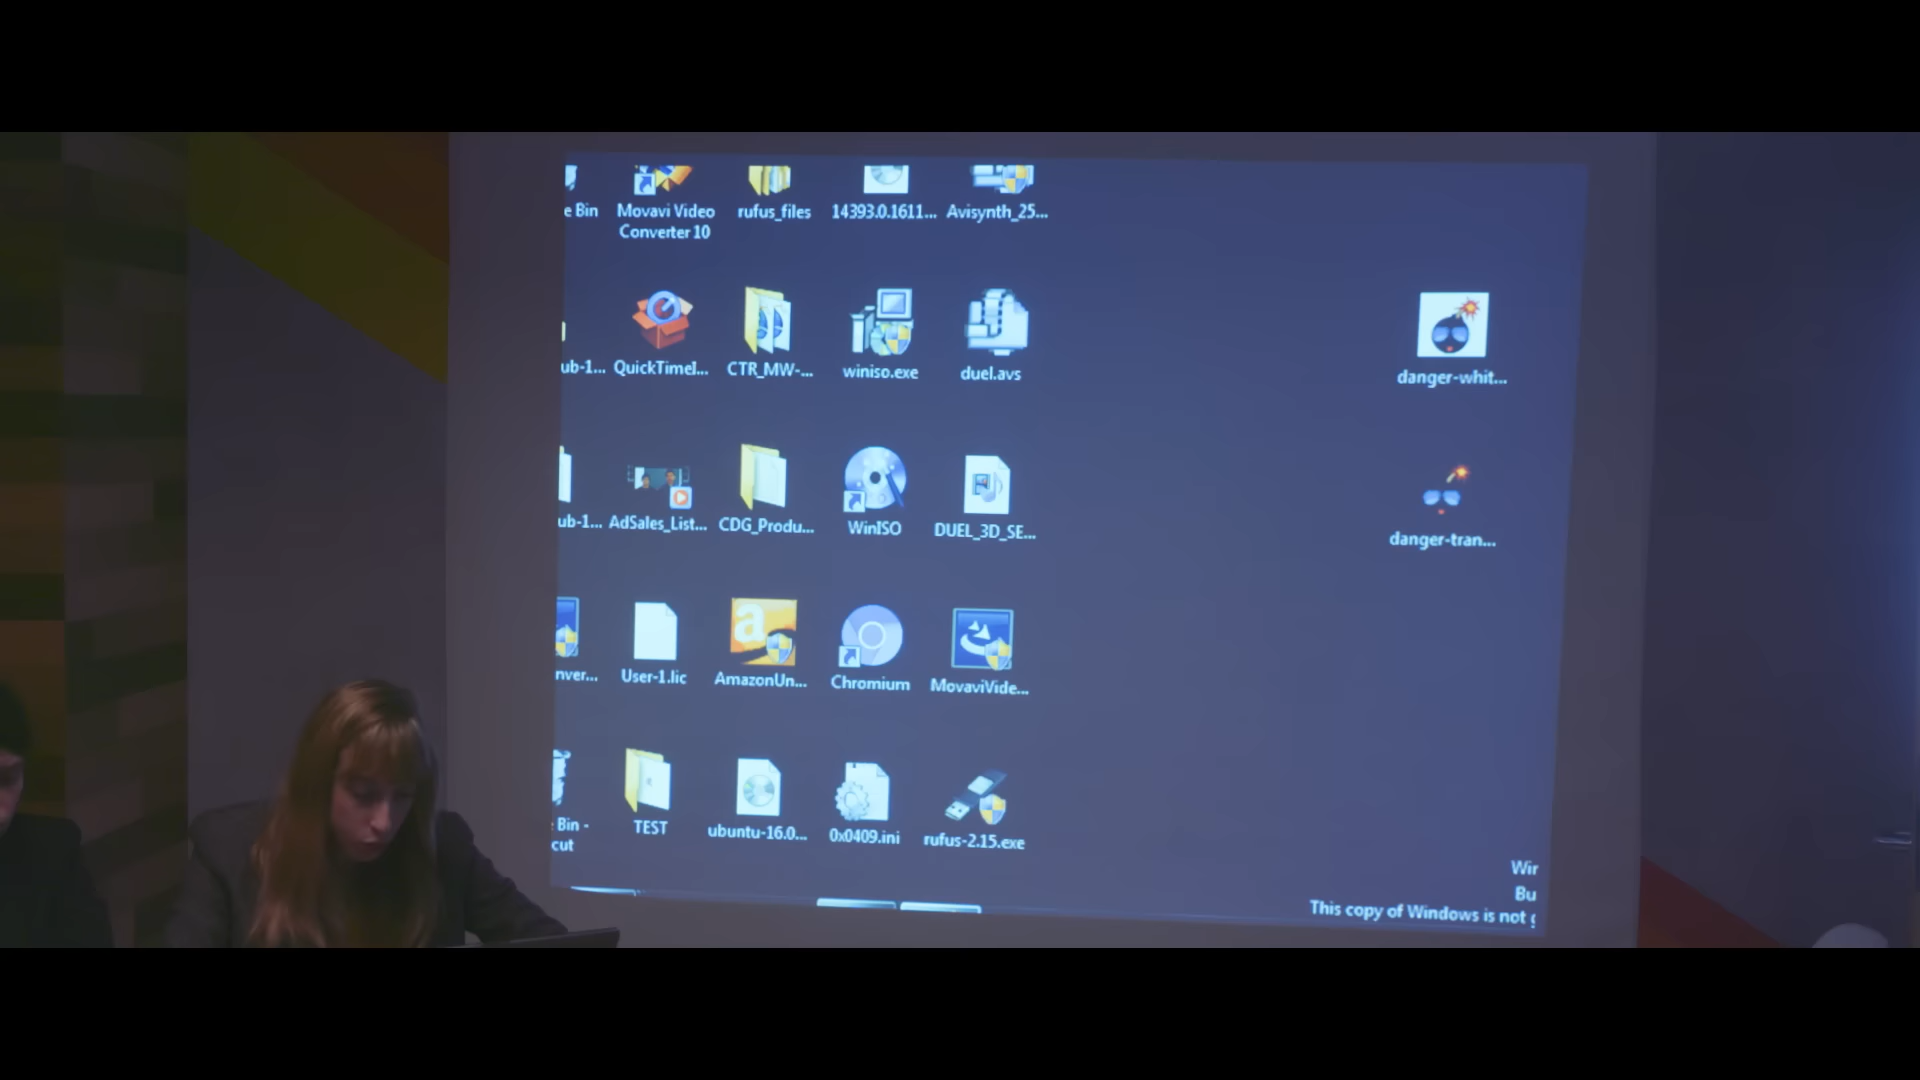 e Bin
Movavi Video
Converter 10
rufus_files
14393.0.1611...
Avisynth_25...
ub-1...
QuickTimeI...
CTR_MW-...
winiso.exe
duel.avs
danger-whit...
ub-1...
AdSales_List...
CDG_Produ...
WinISO
DUEL_3D_SE...
danger-tran...
nver...
User-1.lic
a
AmazonUn...
Chromium
MovaviVide...
Bin -
cut
TEST
ubuntu-16.0...
0x0409.ini
rufus-2.15.exe
Wir
Bu
This copy of Windows is not